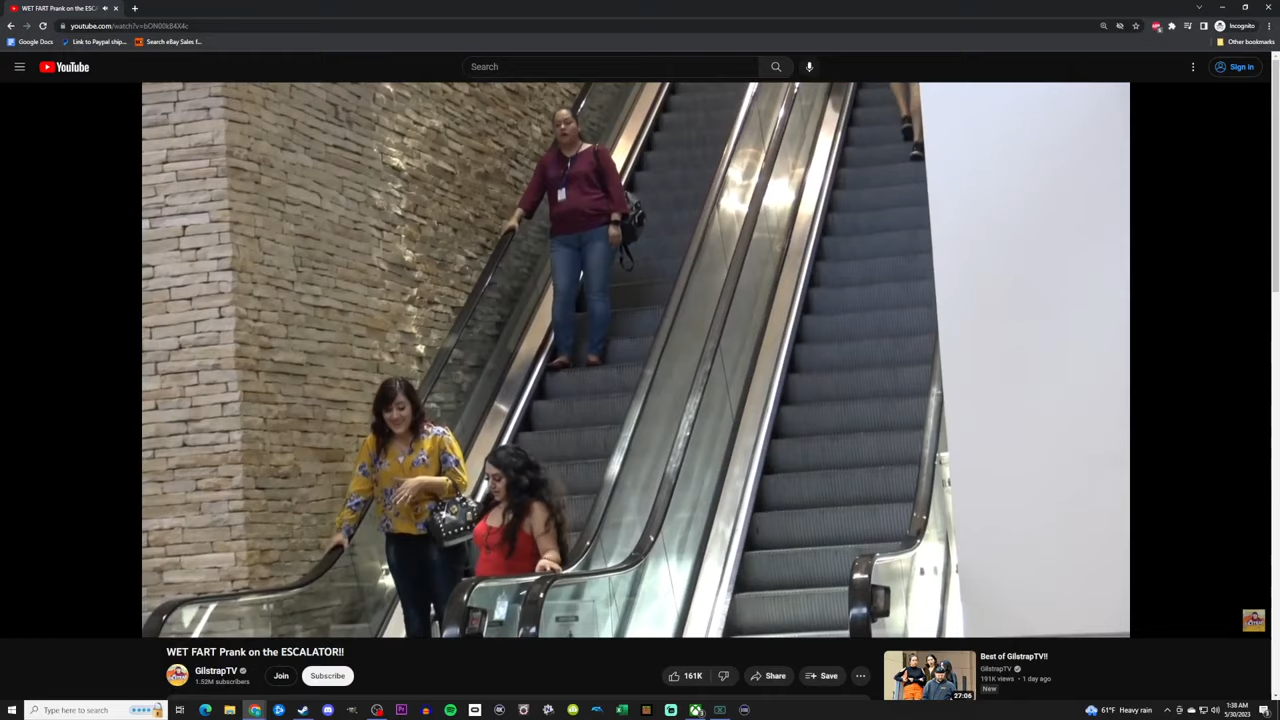 WET FART Prank on the ESCA
youtube.com/watch?v=bON00kB4X4c
Incognito
Google Docs
Link to Paypal ship...
Search eBay Sales f...
Other bookmarks
YouTube
Search
Sign in
WET FART Prank on the ESCALATOR!!
GilstrapTV
1.52M subscribers
Join
Subscribe
161K
Share
Save
27:06
Best of GilstrapTV!!
GilstrapTV
191K views • 1 day ago
New
Type here to search
61°F Heavy rain
1:38 AM
5/30/2023